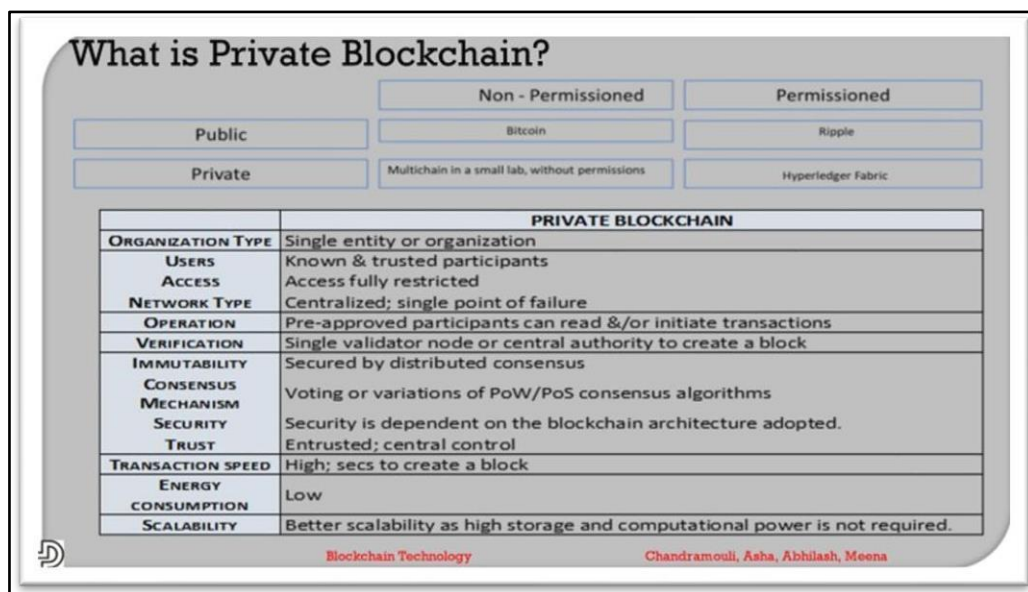 What is Private Blockchain?
Non - Permissioned Permissioned
Public Bitcoin Ripple
Private Multichain in a small lab, without permissions Hyperledger Fabric
PRIVATE BLOCKCHAIN
ORGANIZATION TYPE Single entity or organization
USERS Known & trusted participants
ACCESS Access fully restricted
NETWORK TYPE Centralized; single point of failure
OPERATION Pre-approved participants can read &/or initiate transactions
VERIFICATION Single validator node or central authority to create a block
IMMUTABILITY Secured by distributed consensus
CONSENSUS
MECHANISM Voting or variations of PoW/PoS consensus algorithms
SECURITY Security is dependent on the blockchain architecture adopted.
TRUST Entrusted; central control
TRANSACTION SPEED High; secs to create a block
ENERGY
CONSUMPTION Low
SCALABILITY Better scalability as high storage and computational power is not required.
Blockchain Technology Chandramouli, Asha, Abhilash, Meena